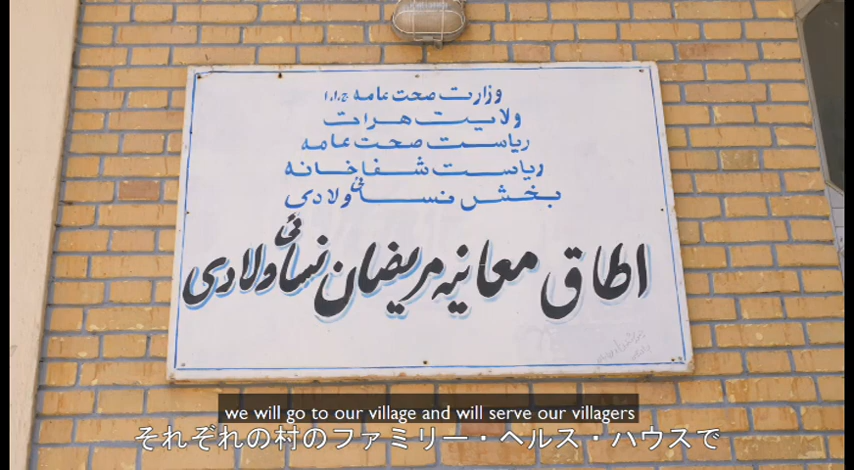 وزارت صحت عامه ج.ا.ا
ولایت هرات
ریاست صحت عامه
ریاست شفاخانه
بخش نسائی ولادی
اطاق معاینه مریضان نسائی ولادی
we will go to our village and will serve our villagers
それぞれの村のファミリー・ヘルス・ハウスで